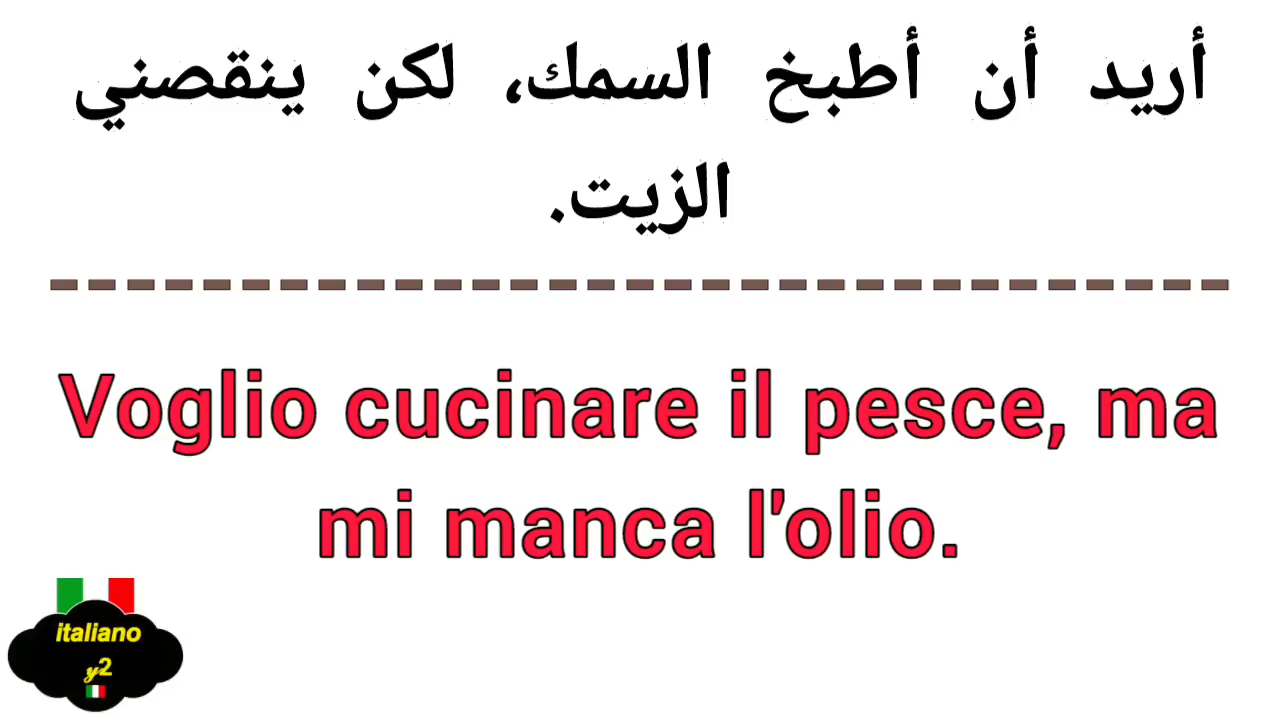 أريد أن أطبخ السمك، لكن ينقصني
الزيت.
Voglio cucinare il pesce, ma
mi manca l'olio.
italiano
y2